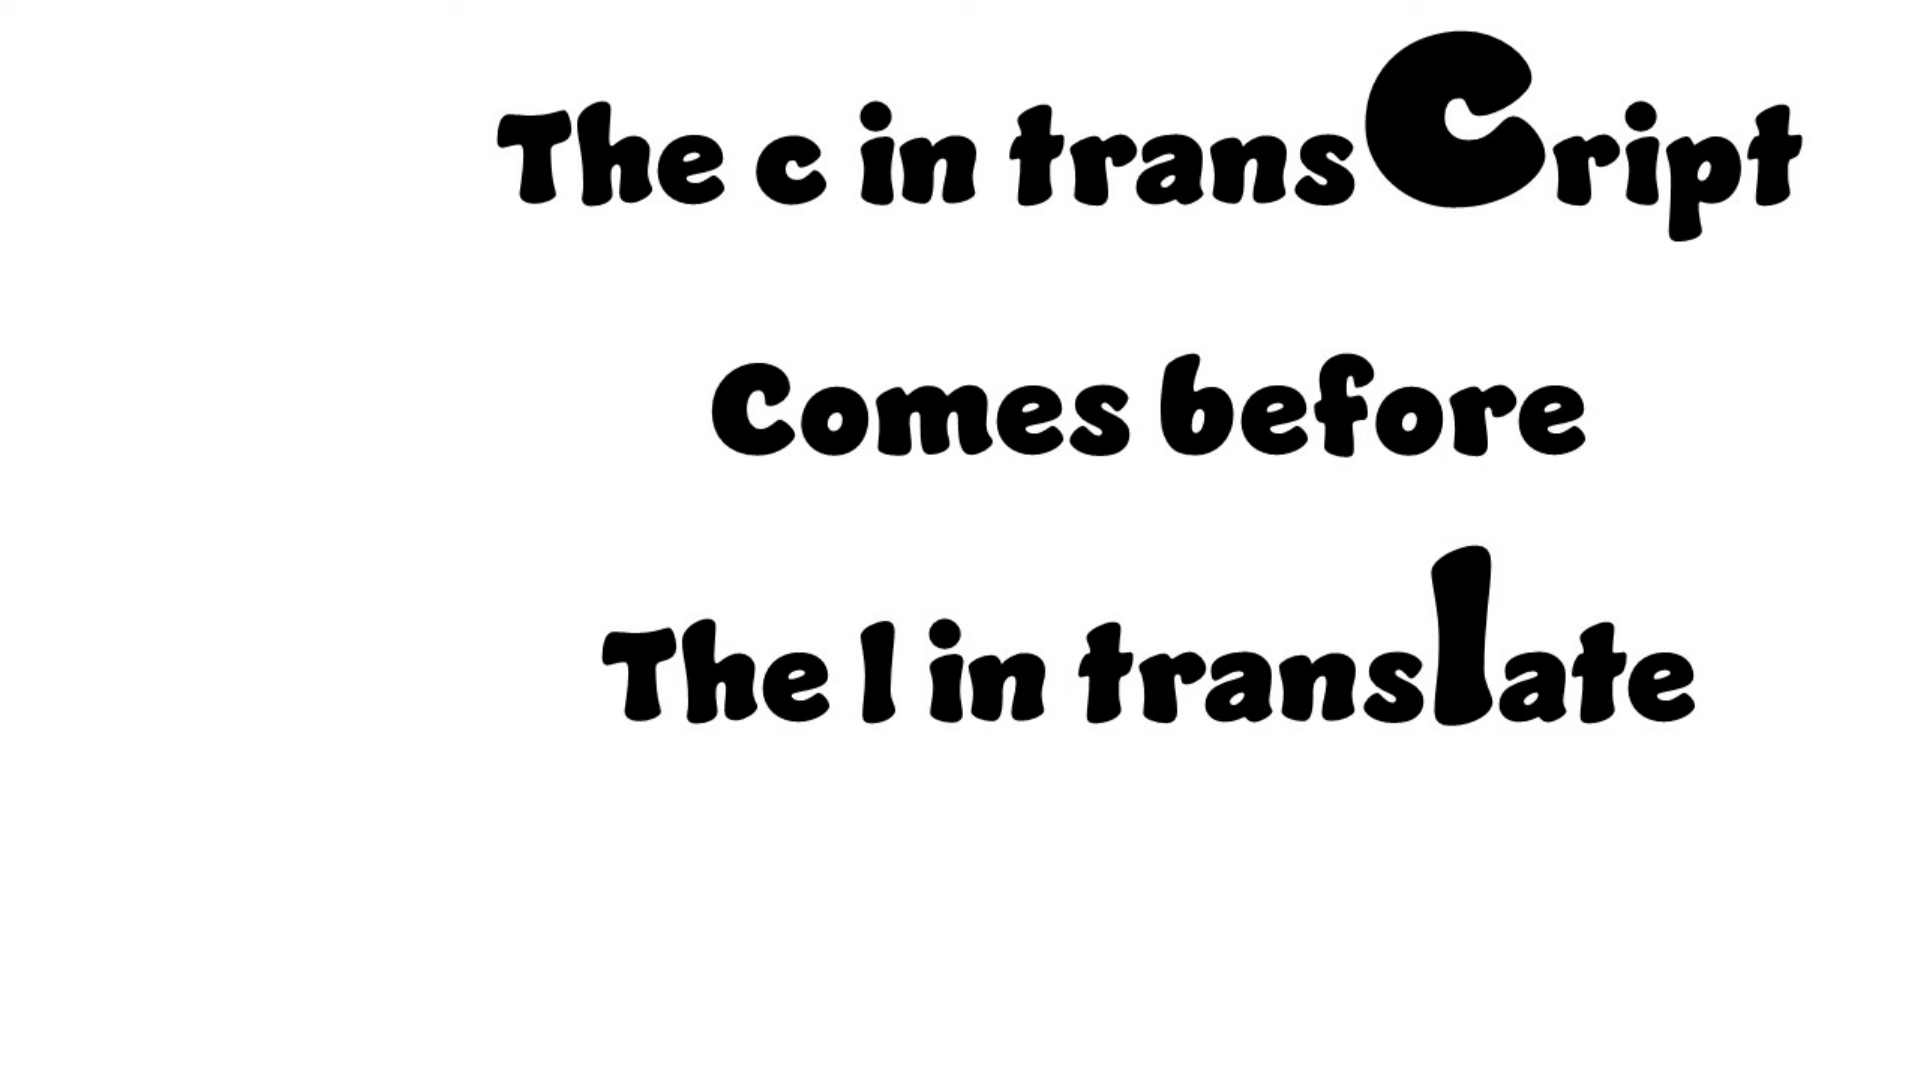 The c in transCript
Comes before
The l in translate